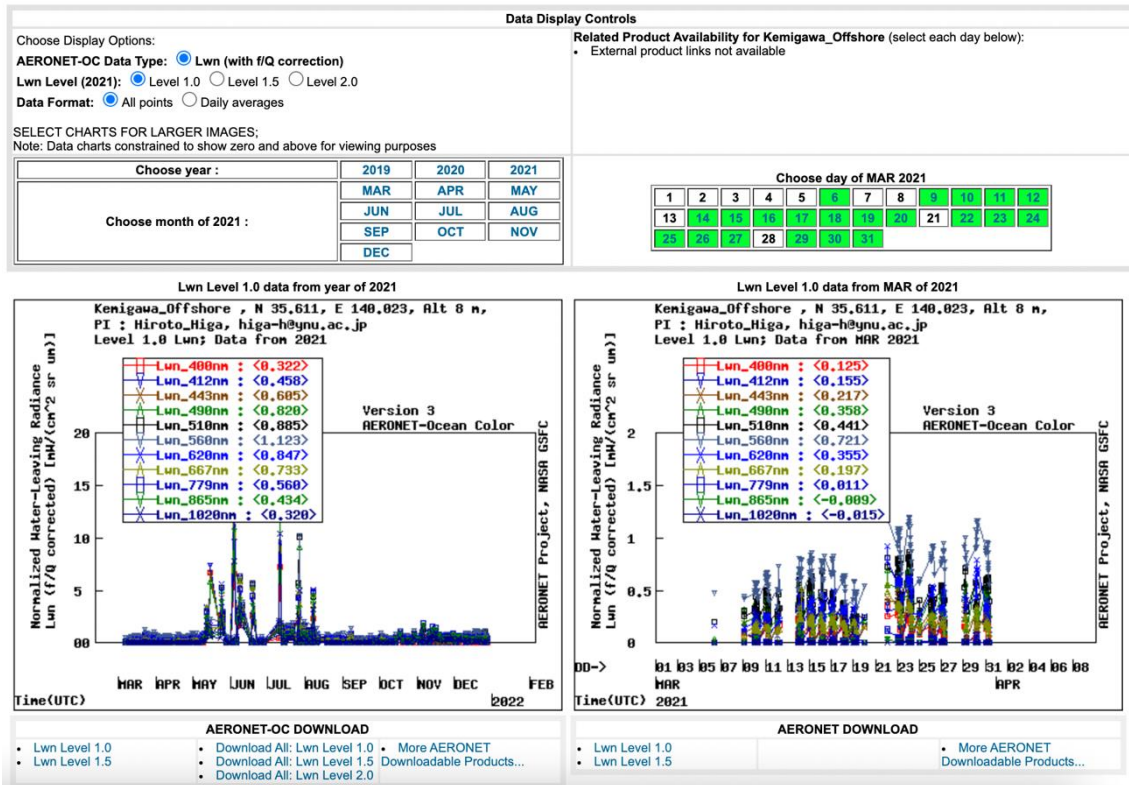 Data Display Controls
Choose Display Options:
AERONET-OC Data Type: Lwn (with f/Q correction)
Lwn Level (2021): Level 1.0 Level 1.5 Level 2.0
Data Format: All points Daily averages
SELECT CHARTS FOR LARGER IMAGES;
Note: Data charts constrained to show zero and above for viewing purposes
Related Product Availability for Kemigawa_Offshore (select each day below):
• External product links not available
Choose year : 2019 2020 2021
Choose month of 2021 :
MAR APR MAY
JUN JUL AUG
SEP OCT NOV
DEC
Choose day of MAR 2021
1 2 3 4 5 6 7 8 9 10 11 12
13 14 15 16 17 18 19 20 21 22 23 24
25 26 27 28 29 30 31
Lwn Level 1.0 data from year of 2021
Kemigawa_Offshore , N 35.611, E 140.023, Alt 8 m,
PI : Hiroto_Higa, higa-h@ynu.ac.jp
Level 1.0 Lwn; Data from 2021
Lwn_400nm : <0.322>
Lwn_412nm : <0.458>
Lwn_443nm : <0.605>
Lwn_490nm : <0.820>
Lwn_510nm : <0.885>
Lwn_560nm : <1.123>
Lwn_620nm : <0.847>
Lwn_667nm : <0.733>
Lwn_779nm : <0.560>
Lwn_865nm : <0.434>
Lwn_1020nm : <0.320>
Version 3
AERONET-Ocean Color
Normalized Water-Leaving Radiance
Lwn (f/Q corrected) [mW/(cm^2 sr um)]
20
15
10
5
00
AERONET Project, NASA GSFC
MAR APR MAY JUN JUL AUG SEP OCT NOV DEC FEB
Time(UTC) 2022
Lwn Level 1.0 data from MAR of 2021
Kemigawa_Offshore , N 35.611, E 140.023, Alt 8 m,
PI : Hiroto_Higa, higa-h@ynu.ac.jp
Level 1.0 Lwn; Data from MAR 2021
Lwn_400nm : <0.125>
Lwn_412nm : <0.155>
Lwn_443nm : <0.217>
Lwn_490nm : <0.358>
Lwn_510nm : <0.441>
Lwn_560nm : <0.721>
Lwn_620nm : <0.355>
Lwn_667nm : <0.197>
Lwn_779nm : <0.011>
Lwn_865nm : <-0.009>
Lwn_1020nm : <-0.015>
Version 3
AERONET-Ocean Color
Normalized Water-Leaving Radiance
Lwn (f/Q corrected) [mW/(cm^2 sr um)]
2
1.5
1
0.5
0
AERONET Project, NASA GSFC
DD-> 01 03 05 07 09 11 13 15 17 19 21 23 25 27 29 31 02 04 06 08
MAR APR
Time(UTC) 2021
AERONET-OC DOWNLOAD
• Lwn Level 1.0
• Lwn Level 1.5
• Download All: Lwn Level 1.0
• Download All: Lwn Level 1.5
• Download All: Lwn Level 2.0
• More AERONET
Downloadable Products...
AERONET DOWNLOAD
• Lwn Level 1.0
• Lwn Level 1.5
• More AERONET
Downloadable Products...